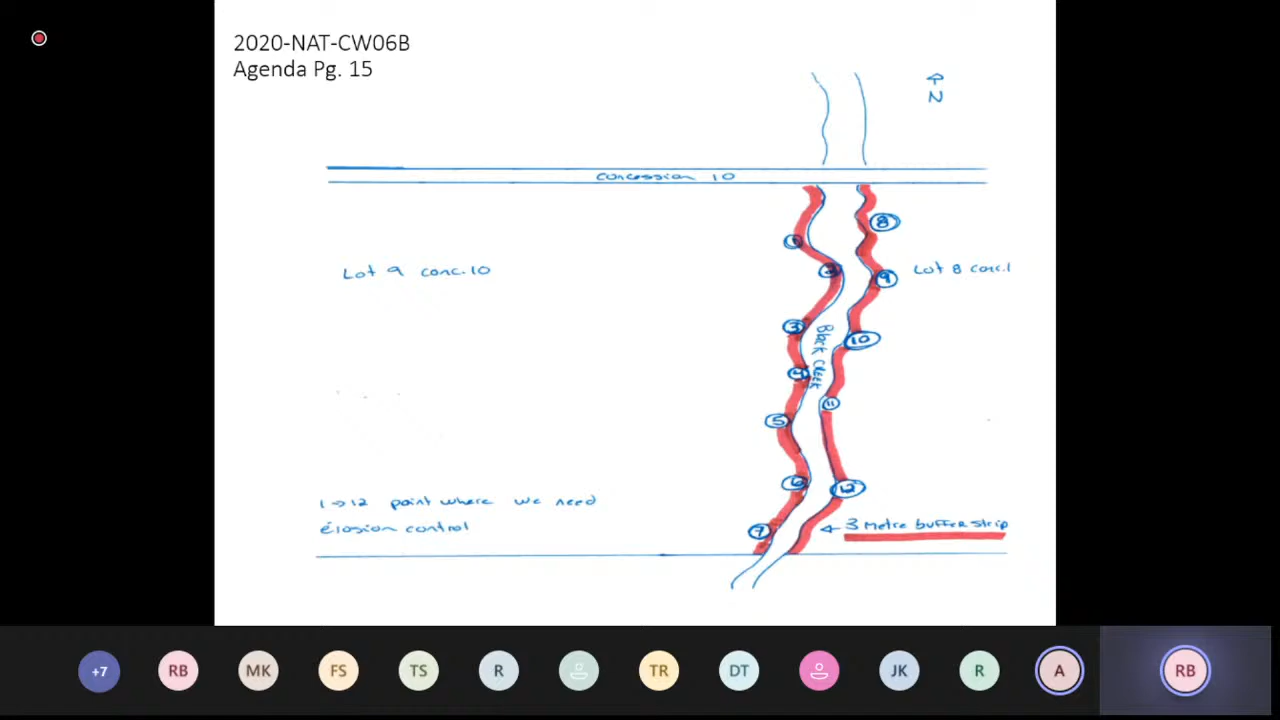 2020-NAT-CW06B
Agenda Pg. 15
N
Concession 10
1
8
2
Lot 9 conc. 10
9
Lot 8 conc.1
3
10
Black Creek
4
11
5
6
12
1 → 12 point where we need
érosion control
7
← 3 Metre buffer strip
+7
RB
MK
FS
TS
R
TR
DT
JK
R
A
RB